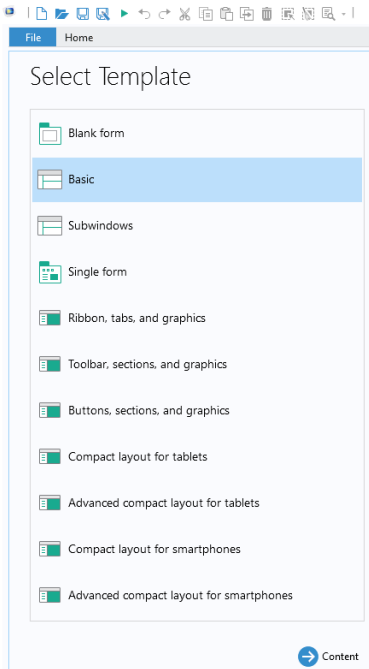 File Home
Select Template
Blank form
Basic
Subwindows
Single form
Ribbon, tabs, and graphics
Toolbar, sections, and graphics
Buttons, sections, and graphics
Compact layout for tablets
Advanced compact layout for tablets
Compact layout for smartphones
Advanced compact layout for smartphones
Content